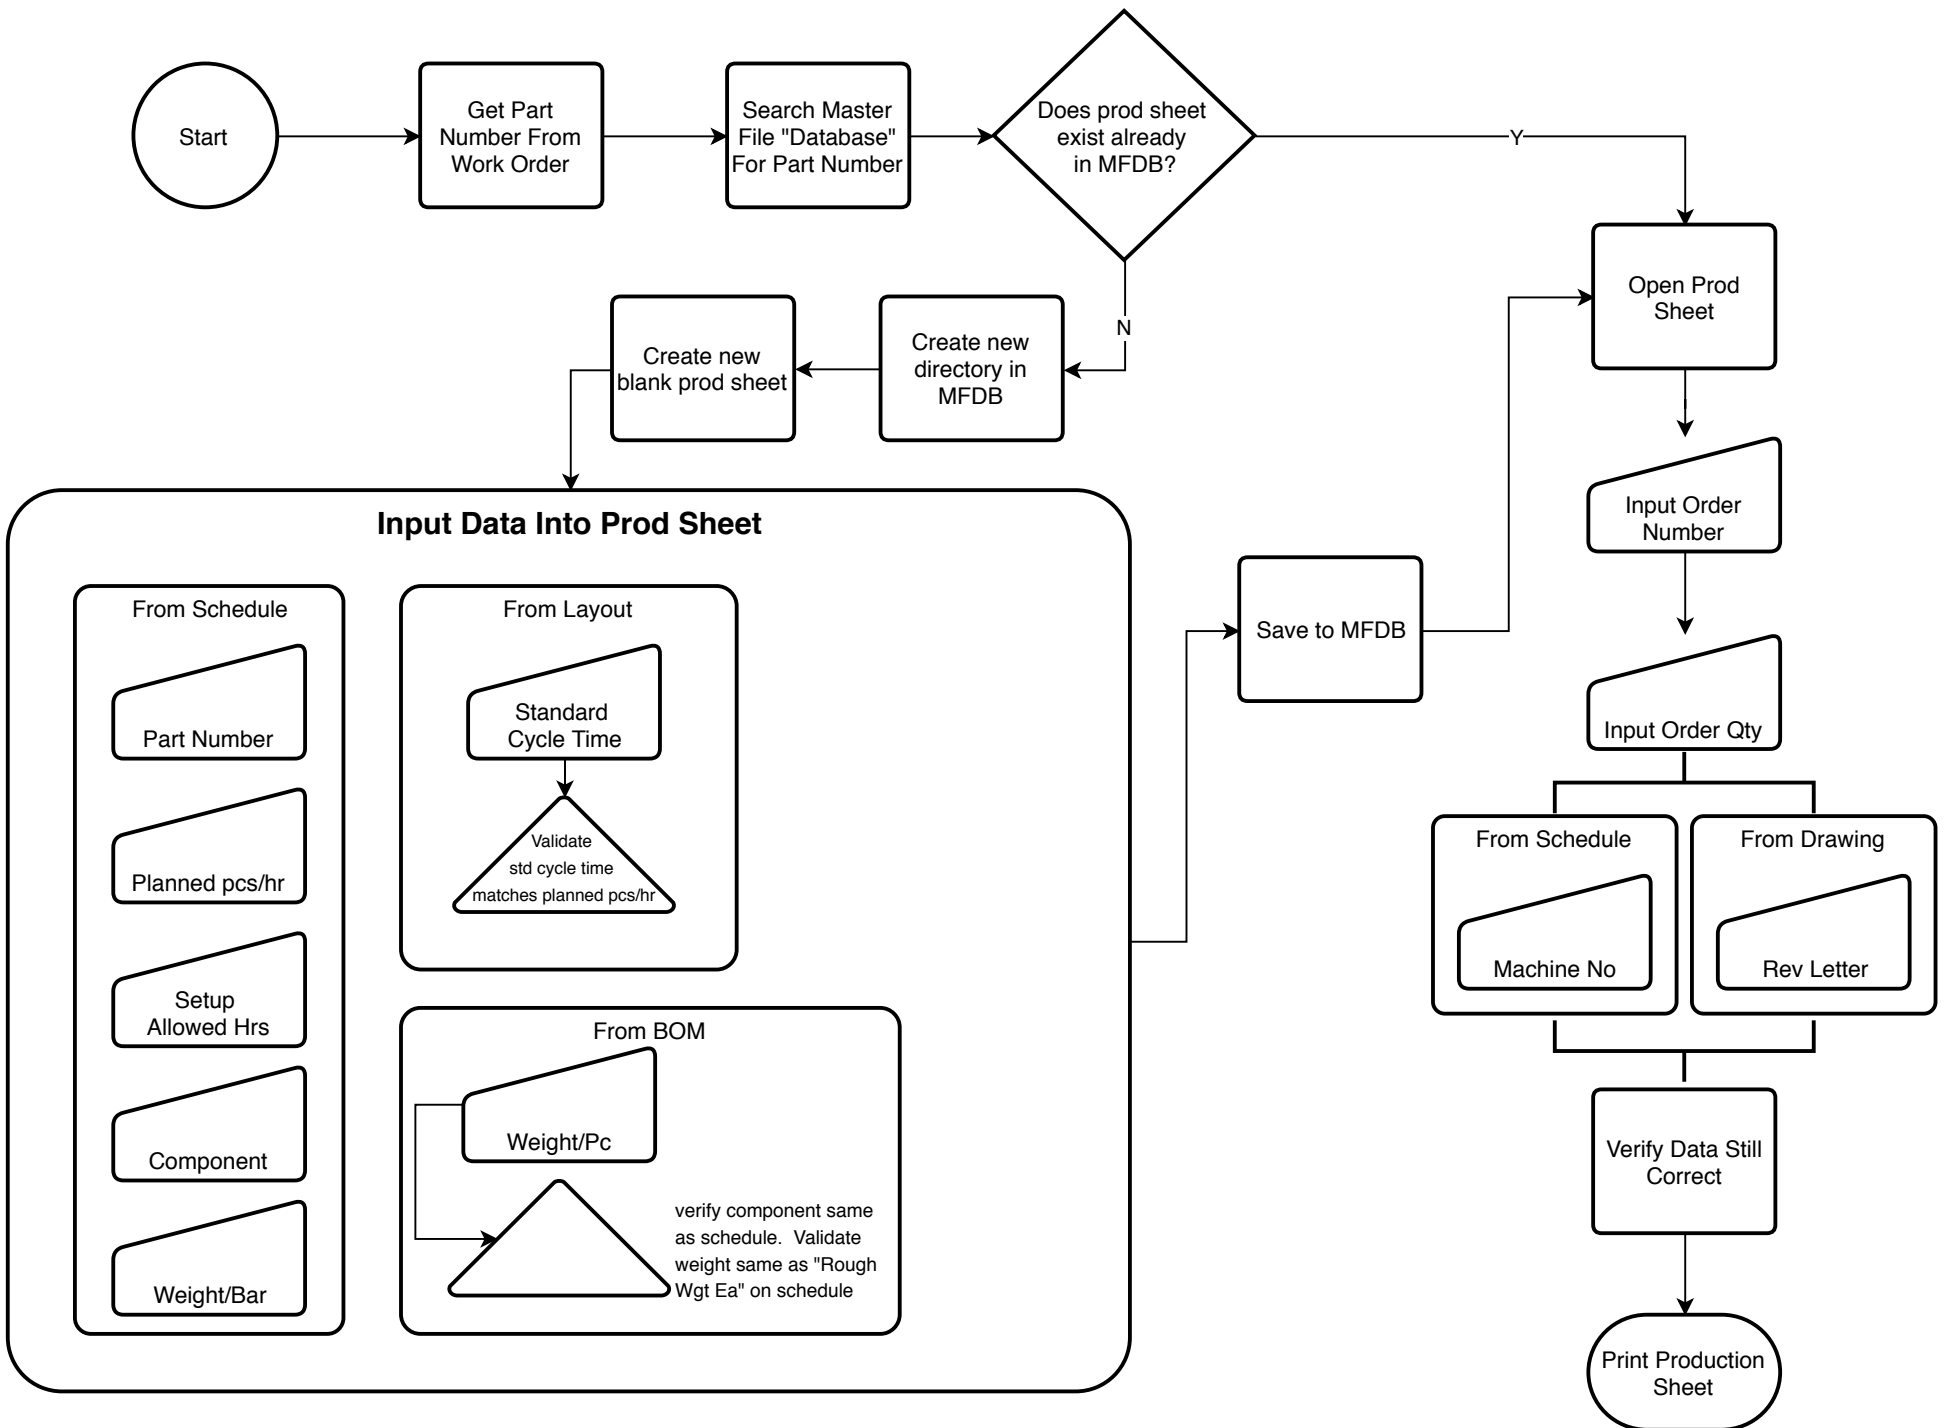 Start
Get Part
Number From
Work Order
Search Master
File "Database"
For Part Number
Does prod sheet
exist already
in MFDB?
Y
N
Open Prod
Sheet
Create new
directory in
MFDB
Create new
blank prod sheet
Input Data Into Prod Sheet
From Schedule
Part Number
Planned pcs/hr
Setup
Allowed Hrs
Component
Weight/Bar
From Layout
Standard
Cycle Time
Validate
std cycle time
matches planned pcs/hr
From BOM
Weight/Pc
verify component same
as schedule.  Validate
weight same as "Rough
Wgt Ea" on schedule
Save to MFDB
Input Order
Number
Input Order Qty
From Schedule
Machine No
From Drawing
Rev Letter
Verify Data Still
Correct
Print Production
Sheet